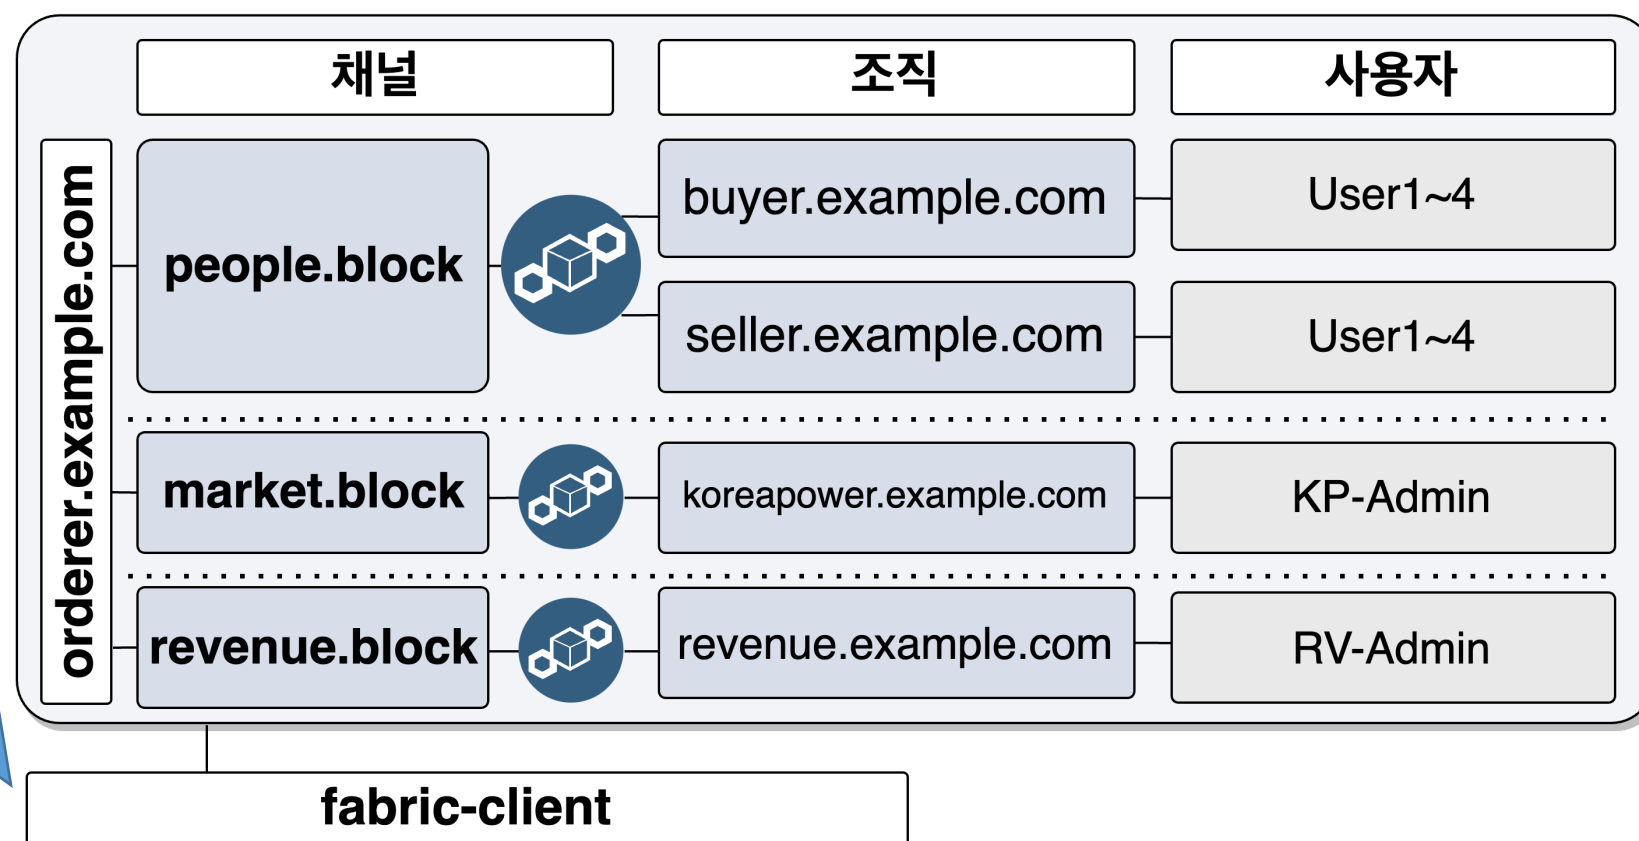 채널
조직
사용자
orderer.example.com
people.block
buyer.example.com
User1~4
seller.example.com
User1~4
market.block
koreapower.example.com
KP-Admin
revenue.block
revenue.example.com
RV-Admin
fabric-client